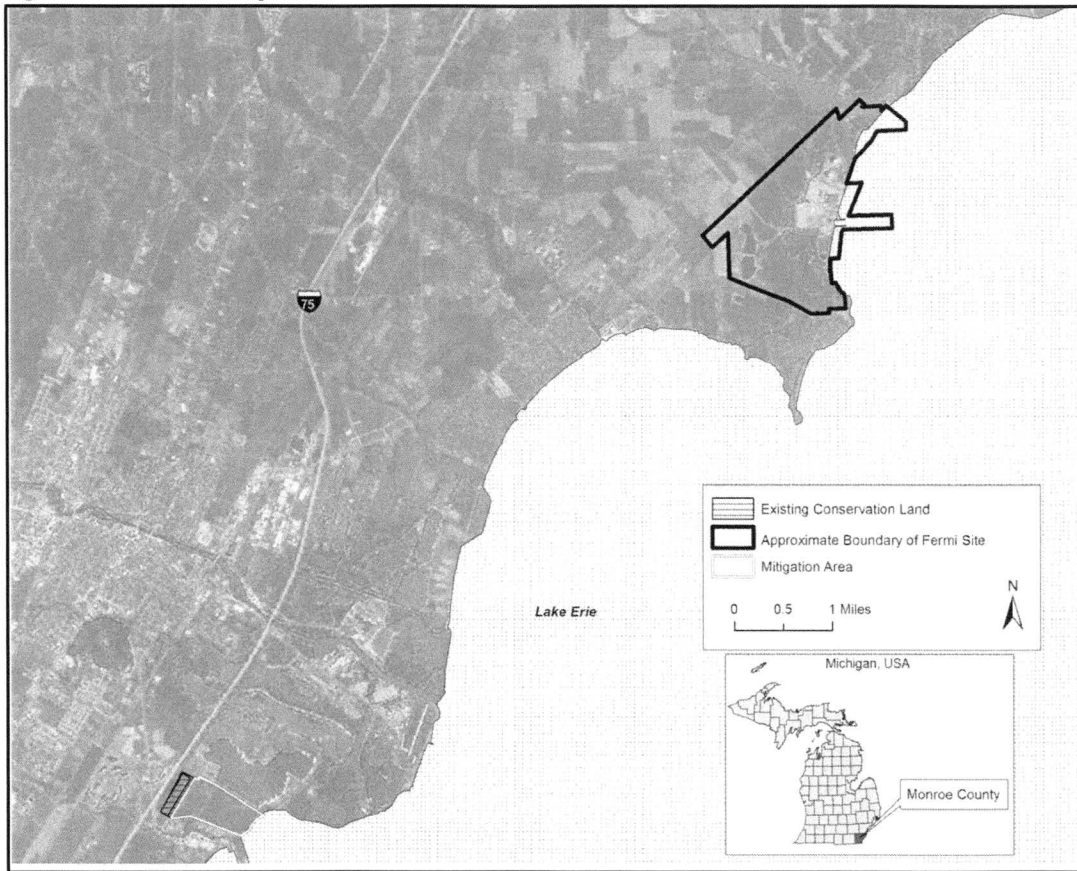 75
Existing Conservation Land
Approximate Boundary of Fermi Site
Mitigation Area
0 0.5 1 Miles
N
Lake Erie
Michigan, USA
Monroe County